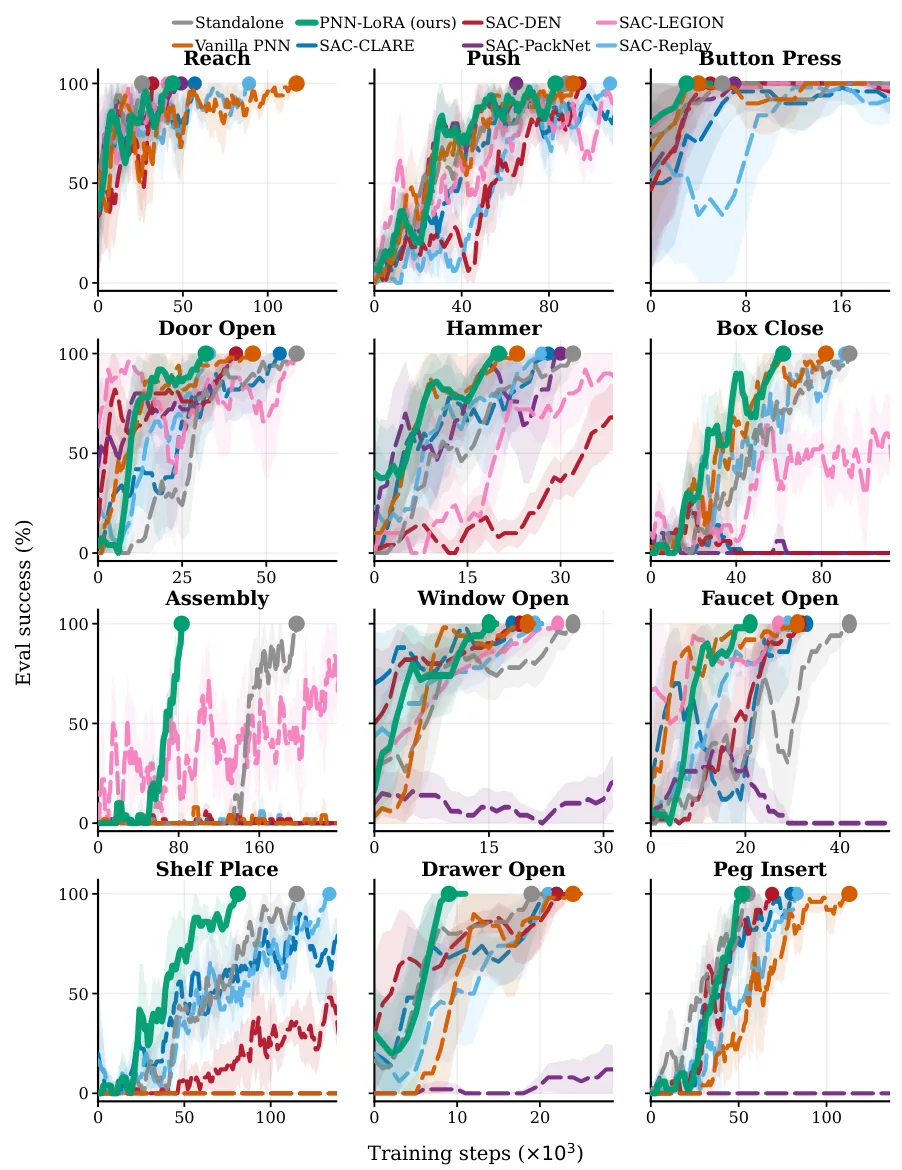 Standalone PNN-LoRA (ours) SAC-DEN SAC-LEGION
Vanilla PNN SAC-CLARE SAC-PackNet SAC-Replay
Reach Push Button Press
100
50
0
0 50 100
0 40 80
0 8 16
Door Open Hammer Box Close
100
50
0
0 25 50
0 15 30
0 40 80
Assembly Window Open Faucet Open
100
50
0
0 80 160
0 15 30
0 20 40
Shelf Place Drawer Open Peg Insert
100
50
0
0 50 100
0 10 20
0 50 100
Eval success (%)
Training steps (×10³)